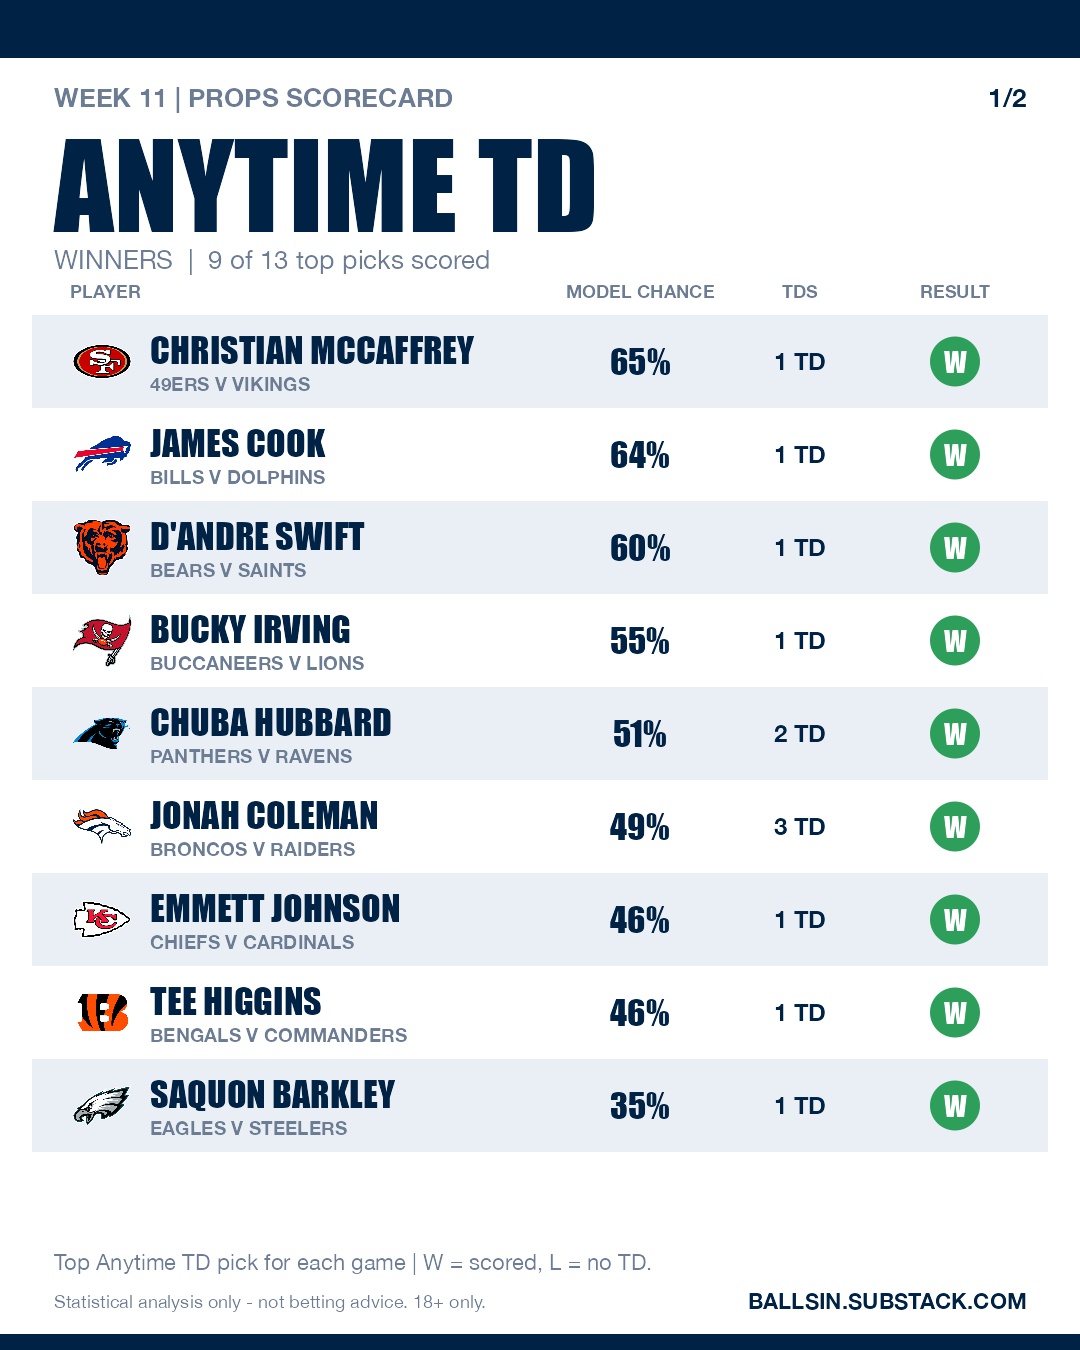 WEEK 11 | PROPS SCORECARD
1/2
ANYTIME TD
WINNERS | 9 of 13 top picks scored
PLAYER MODEL CHANCE TDS RESULT
CHRISTIAN MCCAFFREY
49ERS V VIKINGS
65% 1 TD W
JAMES COOK
BILLS V DOLPHINS
64% 1 TD W
D'ANDRE SWIFT
BEARS V SAINTS
60% 1 TD W
BUCKY IRVING
BUCCANEERS V LIONS
55% 1 TD W
CHUBA HUBBARD
PANTHERS V RAVENS
51% 2 TD W
JONAH COLEMAN
BRONCOS V RAIDERS
49% 3 TD W
EMMETT JOHNSON
CHIEFS V CARDINALS
46% 1 TD W
TEE HIGGINS
BENGALS V COMMANDERS
46% 1 TD W
SAQUON BARKLEY
EAGLES V STEELERS
35% 1 TD W
Top Anytime TD pick for each game | W = scored, L = no TD.
Statistical analysis only - not betting advice. 18+ only.
BALLSIN.SUBSTACK.COM